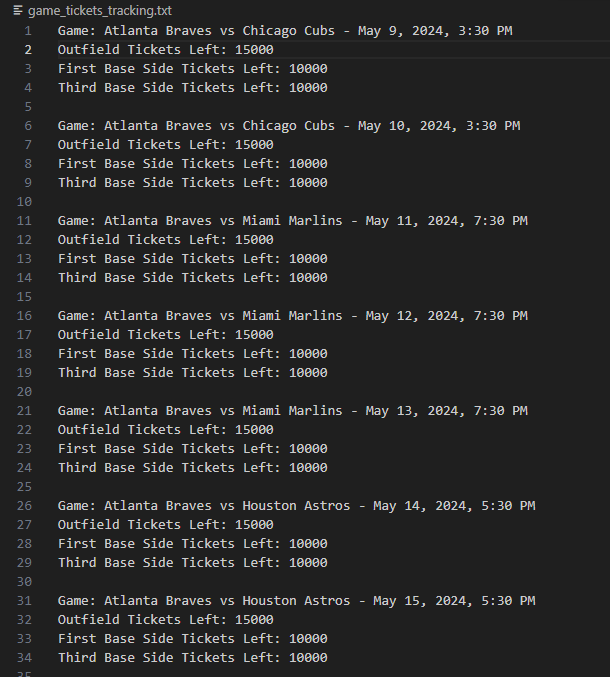 game_tickets_tracking.txt
1 Game: Atlanta Braves vs Chicago Cubs - May 9, 2024, 3:30 PM
2 Outfield Tickets Left: 15000
3 First Base Side Tickets Left: 10000
4 Third Base Side Tickets Left: 10000
5
6 Game: Atlanta Braves vs Chicago Cubs - May 10, 2024, 3:30 PM
7 Outfield Tickets Left: 15000
8 First Base Side Tickets Left: 10000
9 Third Base Side Tickets Left: 10000
10
11 Game: Atlanta Braves vs Miami Marlins - May 11, 2024, 7:30 PM
12 Outfield Tickets Left: 15000
13 First Base Side Tickets Left: 10000
14 Third Base Side Tickets Left: 10000
15
16 Game: Atlanta Braves vs Miami Marlins - May 12, 2024, 7:30 PM
17 Outfield Tickets Left: 15000
18 First Base Side Tickets Left: 10000
19 Third Base Side Tickets Left: 10000
20
21 Game: Atlanta Braves vs Miami Marlins - May 13, 2024, 7:30 PM
22 Outfield Tickets Left: 15000
23 First Base Side Tickets Left: 10000
24 Third Base Side Tickets Left: 10000
25
26 Game: Atlanta Braves vs Houston Astros - May 14, 2024, 5:30 PM
27 Outfield Tickets Left: 15000
28 First Base Side Tickets Left: 10000
29 Third Base Side Tickets Left: 10000
30
31 Game: Atlanta Braves vs Houston Astros - May 15, 2024, 5:30 PM
32 Outfield Tickets Left: 15000
33 First Base Side Tickets Left: 10000
34 Third Base Side Tickets Left: 10000
35